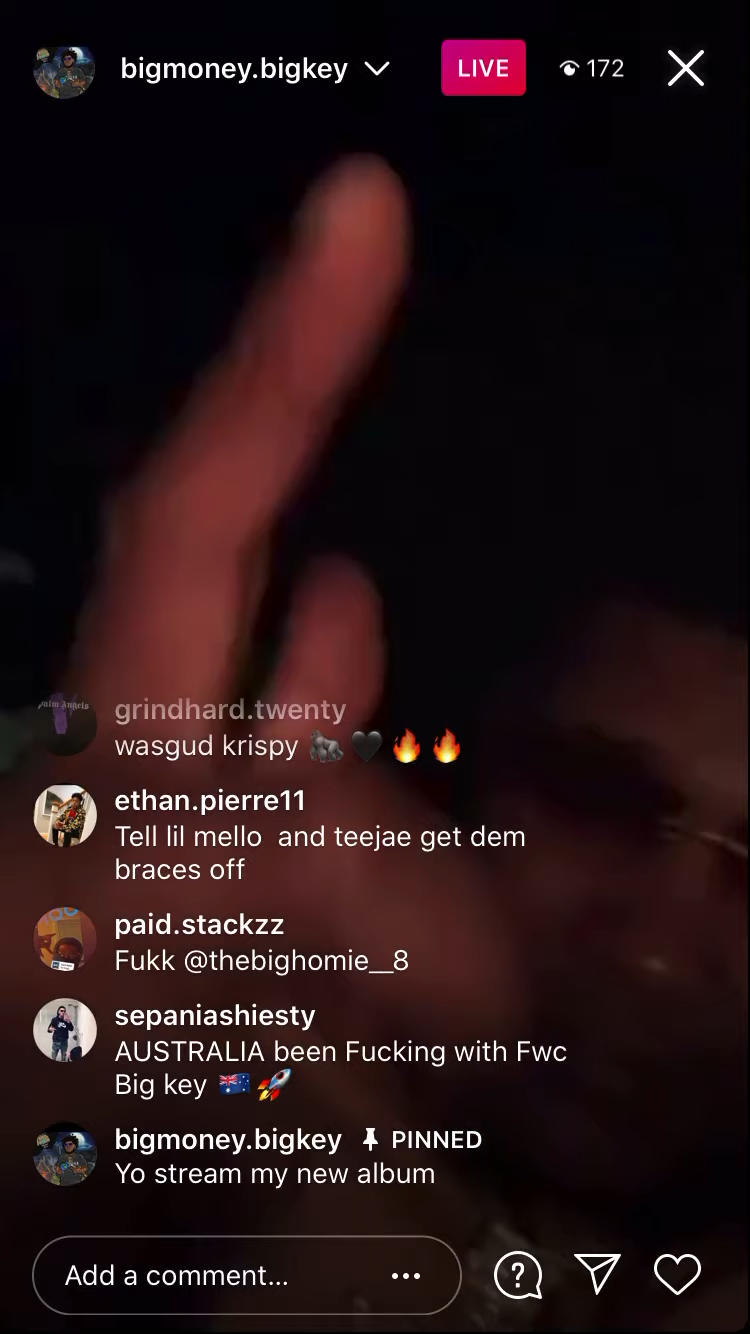 bigmoney.bigkey
LIVE
172
Palm Angels
grindhard.twenty
wasgud krispy 🦍🖤🔥🔥
ethan.pierre11
Tell lil mello and teejae get dem
braces off
paid.stackzz
Fukk @thebighomie__8
sepaniashiesty
AUSTRALIA been Fucking with Fwc
Big key 🇦🇺🚀
bigmoney.bigkey 📌 PINNED
Yo stream my new album
Add a comment...